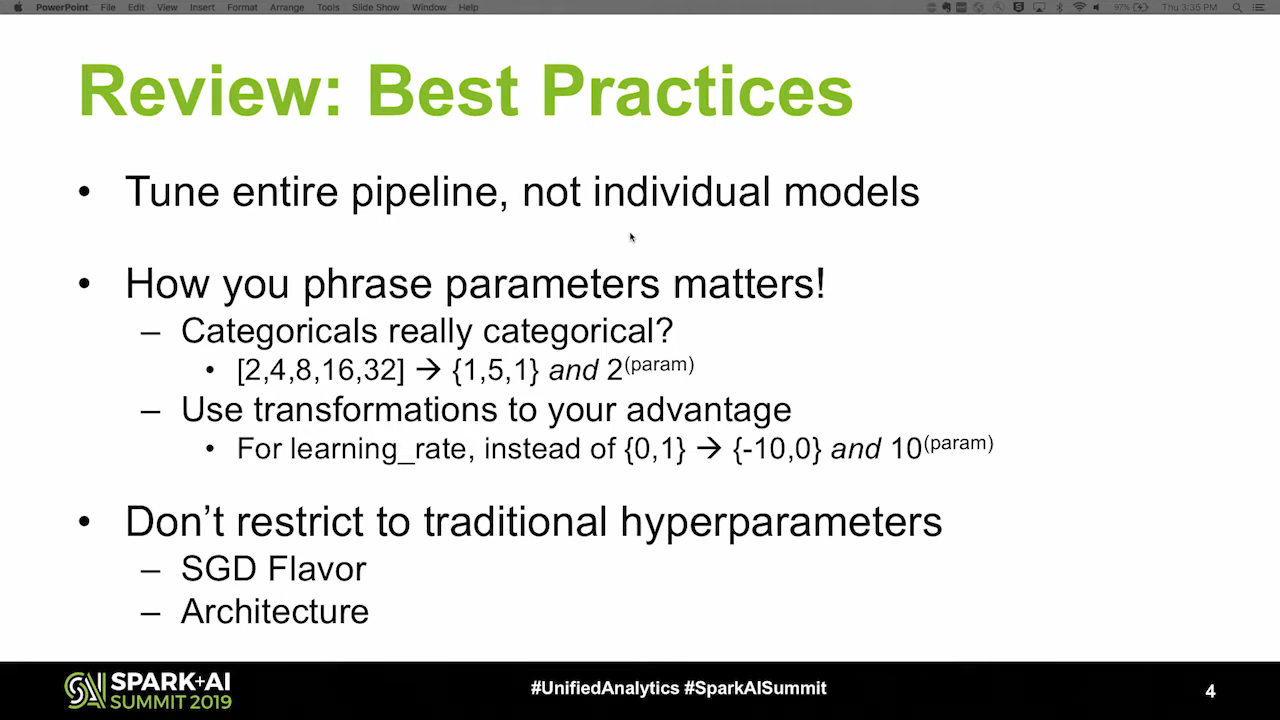 PowerPoint File Edit View Insert Format Arrange Tools Slide Show Window Help 97% Thu 3:35 PM
Review: Best Practices
• Tune entire pipeline, not individual models
• How you phrase parameters matters!
– Categoricals really categorical?
• [2,4,8,16,32] → {1,5,1} and 2(param)
– Use transformations to your advantage
• For learning_rate, instead of {0,1} → {-10,0} and 10(param)
• Don’t restrict to traditional hyperparameters
– SGD Flavor
– Architecture
SPARK+AI
SUMMIT 2019
#UnifiedAnalytics #SparkAISummit
4